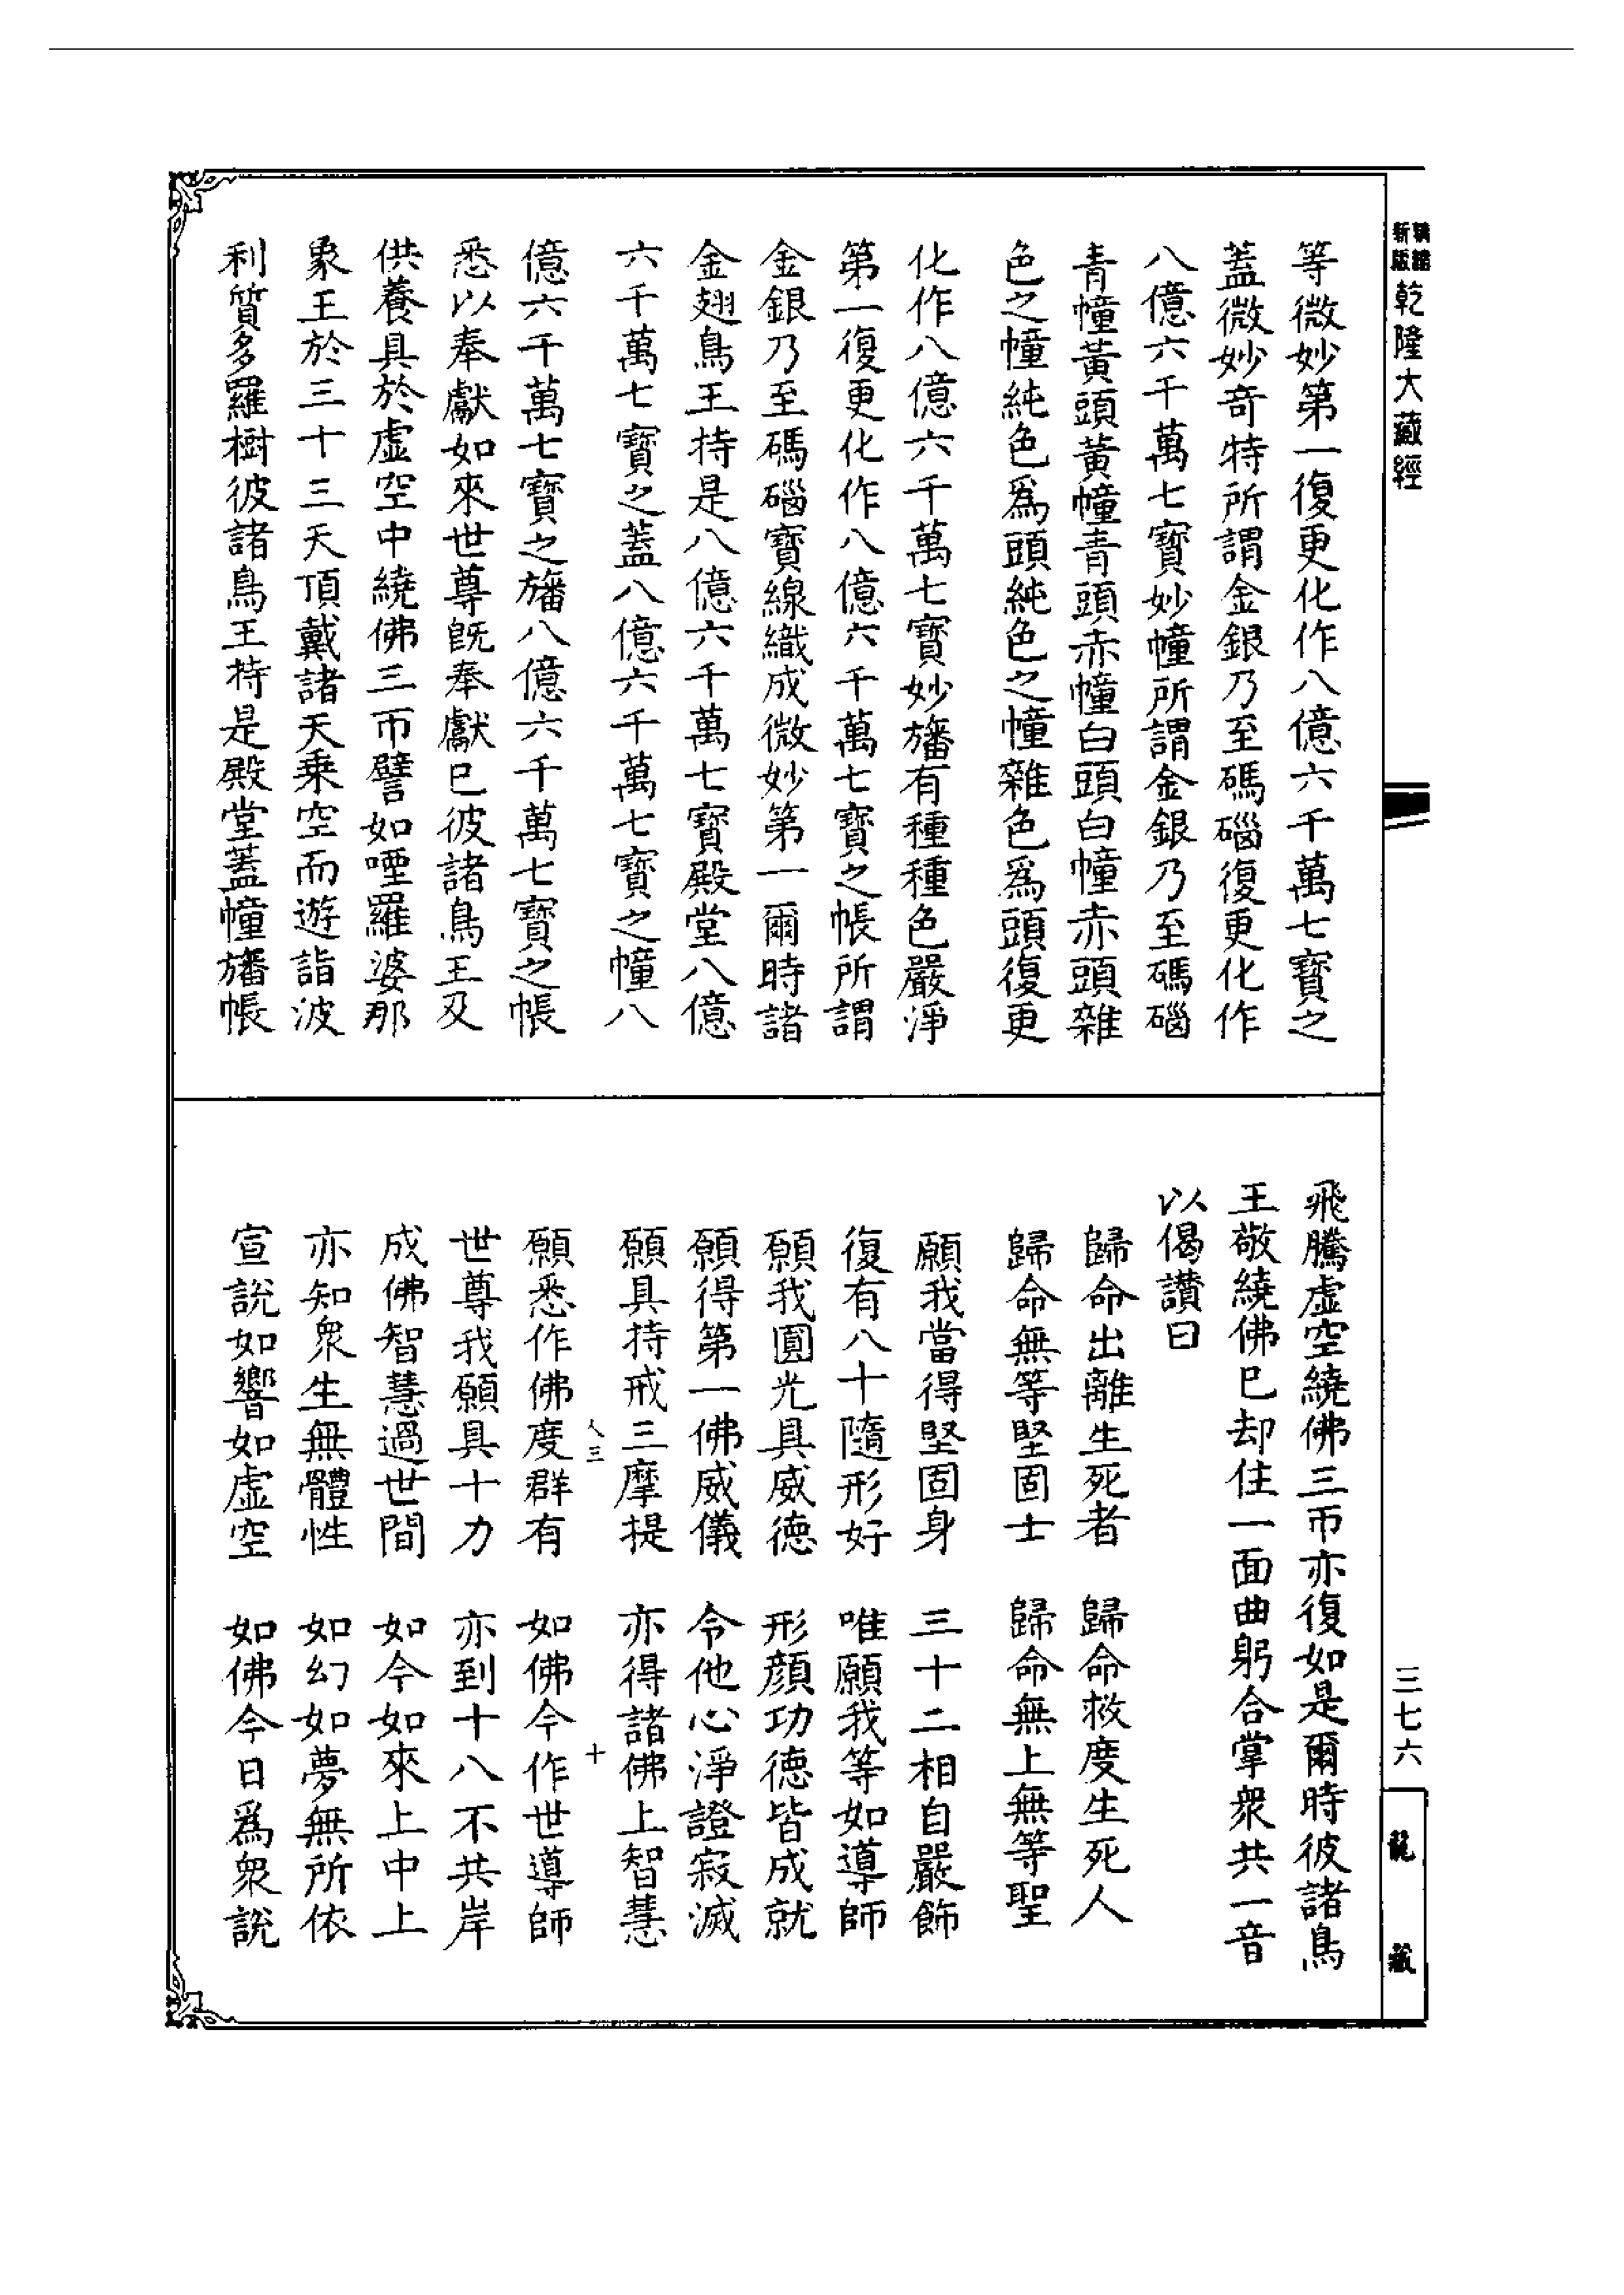 新版
乾隆大藏經
三七六
龍藏
等微妙第一復更化作八億六千萬七寶之
蓋微妙奇特所謂金銀乃至碼碯復更化作
八億六千萬七寶妙幢所謂金銀乃至碼碯
青幢黃頭黃幢青頭赤幢白頭白幢赤頭雜
色之幢純色爲頭純色之幢雜色爲頭復更
化作八億六千萬七寶妙旛有種種色嚴淨
第一復更化作八億六千萬七寶之帳所謂
金銀乃至碼碯寶線織成微妙第一爾時諸
金翅鳥王持是八億六千萬七寶殿堂八億
六千萬七寶之蓋八億六千萬七寶之幢八
億六千萬七寶之旛八億六千萬七寶之帳
悉以奉獻如來世尊旣奉獻已彼諸鳥王及
供養具於虛空中繞佛三帀譬如堙羅婆那
象王於三十三天頂戴諸天乘空而遊詣波
利質多羅樹彼諸鳥王持是殿堂蓋幢旛帳
飛騰虛空繞佛三帀亦復如是爾時彼諸鳥
王敬繞佛已却住一面曲躬合掌衆共一音
以偈讚曰
歸命出離生死者　歸命救度生死人
歸命無等堅固士　歸命無上無等聖
願我當得堅固身　三十二相自嚴飾
復有八十隨形好　唯願我等如導師
願我圓光具威德　形顏功德皆成就
願得第一佛威儀　令他心淨證寂滅
願具持戒三摩提　亦得諸佛上智慧
人三　十
願悉作佛度群有　如佛今作世導師
世尊我願具十力　亦到十八不共岸
成佛智慧過世間　如今如來上中上
亦知衆生無體性　如幻如夢無所依
宣説如響如虛空　如佛今日爲衆説